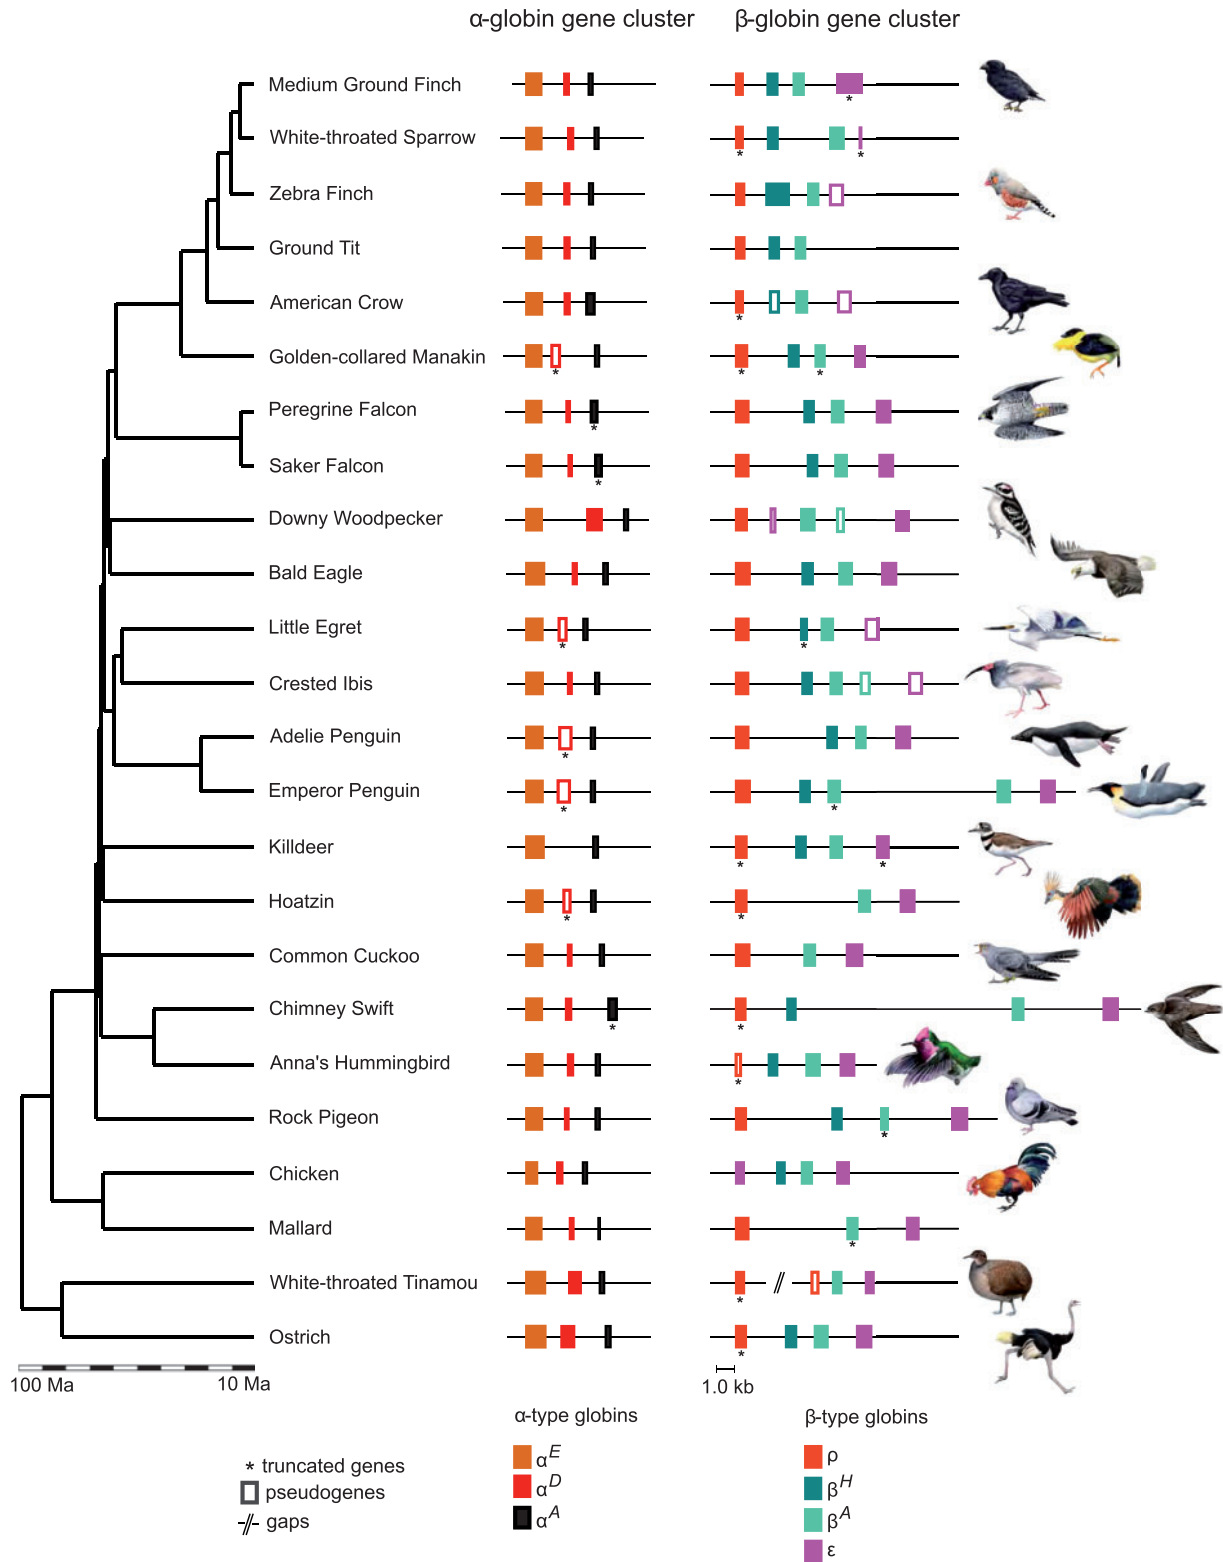 α-globin gene cluster β-globin gene cluster
Medium Ground Finch
*
White-throated Sparrow
* *
Zebra Finch
Ground Tit
American Crow
*
Golden-collared Manakin
* * *
Peregrine Falcon
*
Saker Falcon
*
Downy Woodpecker
Bald Eagle
Little Egret
* *
Crested Ibis
Adelie Penguin
*
Emperor Penguin
* *
Killdeer
* *
Hoatzin
* *
Common Cuckoo
Chimney Swift
* *
Anna's Hummingbird
*
Rock Pigeon
*
Chicken
Mallard
*
White-throated Tinamou
*
Ostrich
*
100 Ma 10 Ma 1.0 kb
α-type globins β-type globins
α^E ρ
* truncated genes α^D β^H
pseudogenes α^A β^A
gaps ε